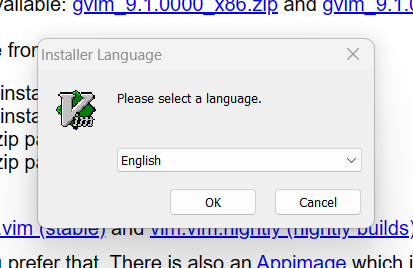 vailable: gvim_9.1.0000_x86.zip and gvim_9.1.0
e from
Installer Language
Please select a language.
insta
insta
zip pa
zip pa
English
OK Cancel
.vim (stable) and vim.vim.nightly (nightly builds)
prefer that. There is also an Appimage which i